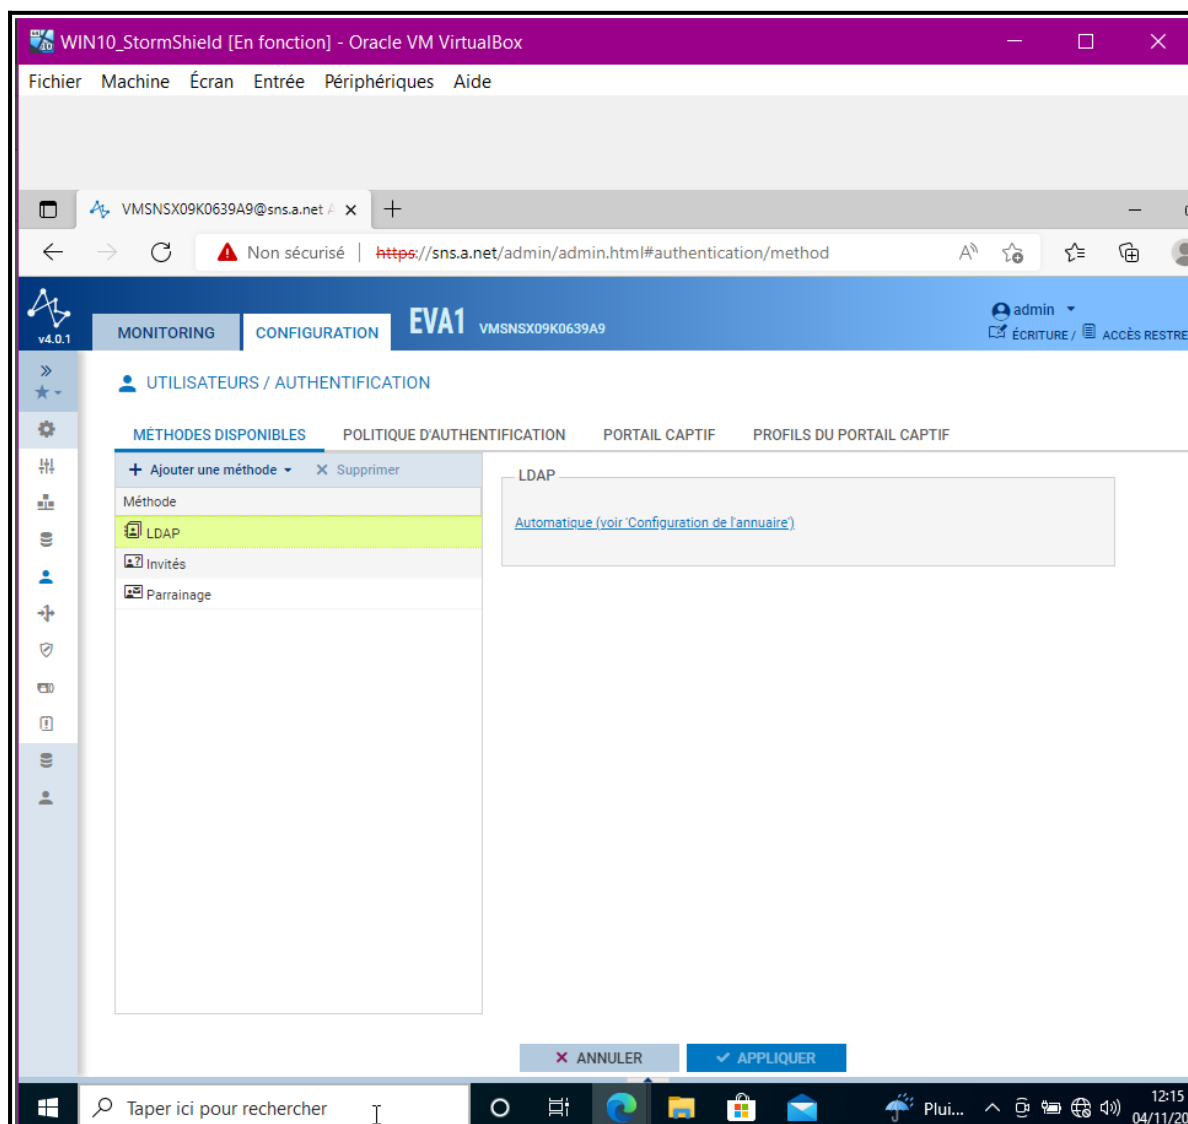 WIN10_StormShield [En fonction] - Oracle VM VirtualBox
Fichier Machine Écran Entrée Périphériques Aide
VMSNSX09K0639A9@sns.a.net
Non sécurisé https://sns.a.net/admin/admin.html#authentication/method
v4.0.1
MONITORING CONFIGURATION EVA1 VMSNSX09K0639A9
admin
ÉCRITURE / ACCÈS RESTRE
UTILISATEURS / AUTHENTIFICATION
MÉTHODES DISPONIBLES POLITIQUE D'AUTHENTIFICATION PORTAIL CAPTIF PROFILS DU PORTAIL CAPTIF
+ Ajouter une méthode Supprimer
Méthode
LDAP
Invités
Parrainage
LDAP
Automatique (voir 'Configuration de l'annuaire')
ANNULER APPLIQUER
Taper ici pour rechercher
Plui...
12:15
04/11/20